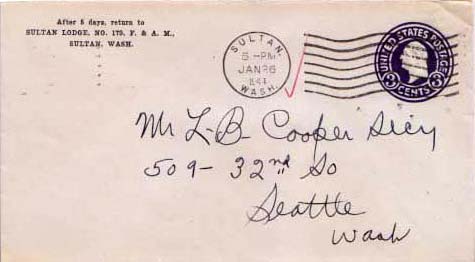 After 5 days, return to
SULTAN LODGE, NO. 175, F. & A. M.,
SULTAN, WASH.
SULTAN,
5-PM
JAN 26
WASH.
UNITED STATES POSTAGE
3 CENTS 3
Mr L-B- Cooper Secy
509- 32nd So
Seattle
Wash